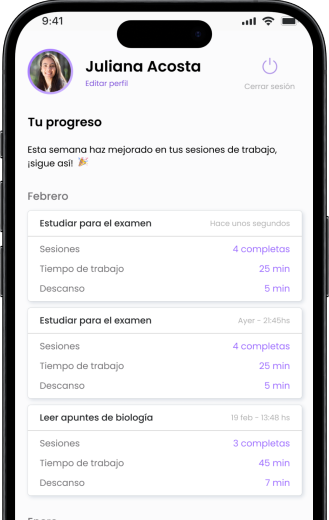 9:41
Juliana Acosta
Editar perfil
Cerrar sesión
Tu progreso
Esta semana haz mejorado en tus sesiones de trabajo,
¡sigue así! 🎉
Febrero
Estudiar para el examen Hace unos segundos
Sesiones 4 completas
Tiempo de trabajo 25 min
Descanso 5 min
Estudiar para el examen Ayer - 21:45hs
Sesiones 4 completas
Tiempo de trabajo 25 min
Descanso 5 min
Leer apuntes de biología 19 feb - 13:48 hs
Sesiones 3 completas
Tiempo de trabajo 45 min
Descanso 7 min